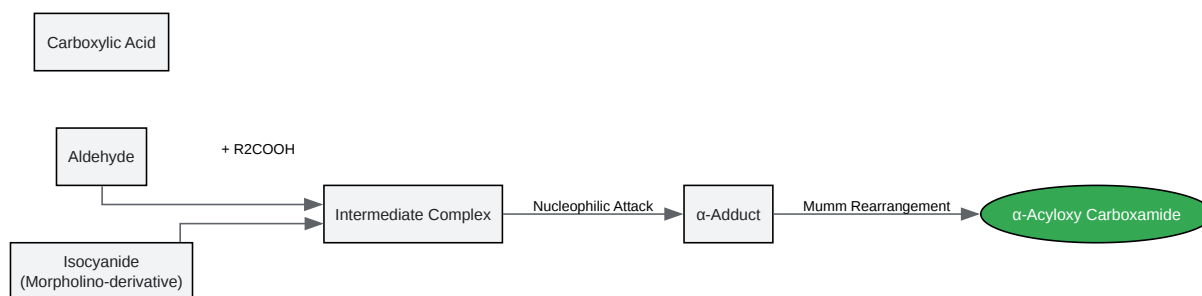 Carboxylic Acid
Aldehyde
+ R2COOH
Isocyanide
(Morpholino-derivative)
Intermediate Complex
Nucleophilic Attack
α-Adduct
Mumm Rearrangement
α-Acyloxy Carboxamide